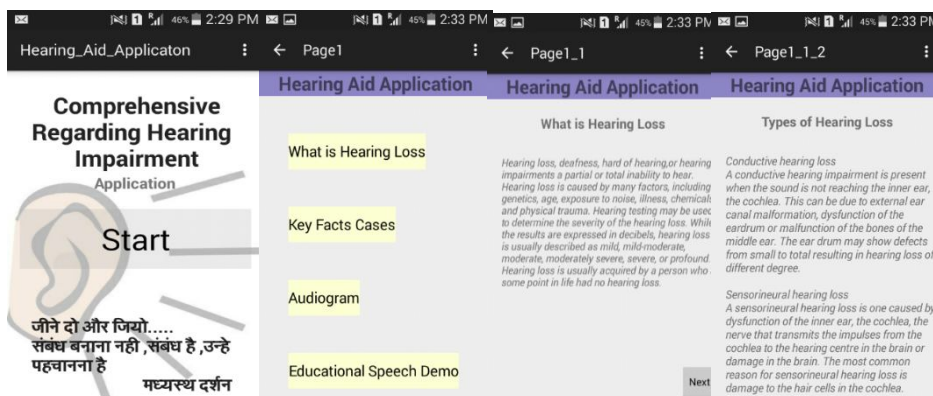 46% 2:29 PM
Hearing_Aid_Applicaton
Comprehensive
Regarding Hearing
Impairment
Application
Start
जीने दो और जियो.....
संबंध बनाना नही ,संबंध है ,उन्हे
पहचानना है
मध्यस्थ दर्शन
45% 2:33 PM
Page1
Hearing Aid Application
What is Hearing Loss
Key Facts Cases
Audiogram
Educational Speech Demo
45% 2:33 PM
Page1_1
Hearing Aid Application
What is Hearing Loss
Hearing loss, deafness, hard of hearing,or hearing
impairments a partial or total inability to hear.
Hearing loss is caused by many factors, including
genetics, age, exposure to noise, illness, chemicals
and physical trauma. Hearing testing may be used
to determine the severity of the hearing loss. While
the results are expressed in decibels, hearing loss
is usually described as mild, mild-moderate,
moderate, moderately severe, severe, or profound.
Hearing loss is usually acquired by a person who
some point in life had no hearing loss.
Next
45% 2:33 PM
Page1_1_2
Hearing Aid Application
Types of Hearing Loss
Conductive hearing loss
A conductive hearing impairment is present
when the sound is not reaching the inner ear,
the cochlea. This can be due to external ear
canal malformation, dysfunction of the
eardrum or malfunction of the bones of the
middle ear. The ear drum may show defects
from small to total resulting in hearing loss of
different degree.
Sensorineural hearing loss
A sensorineural hearing loss is one caused by
dysfunction of the inner ear, the cochlea, the
nerve that transmits the impulses from the
cochlea to the hearing centre in the brain or
damage in the brain. The most common
reason for sensorineural hearing loss is
damage to the hair cells in the cochlea.